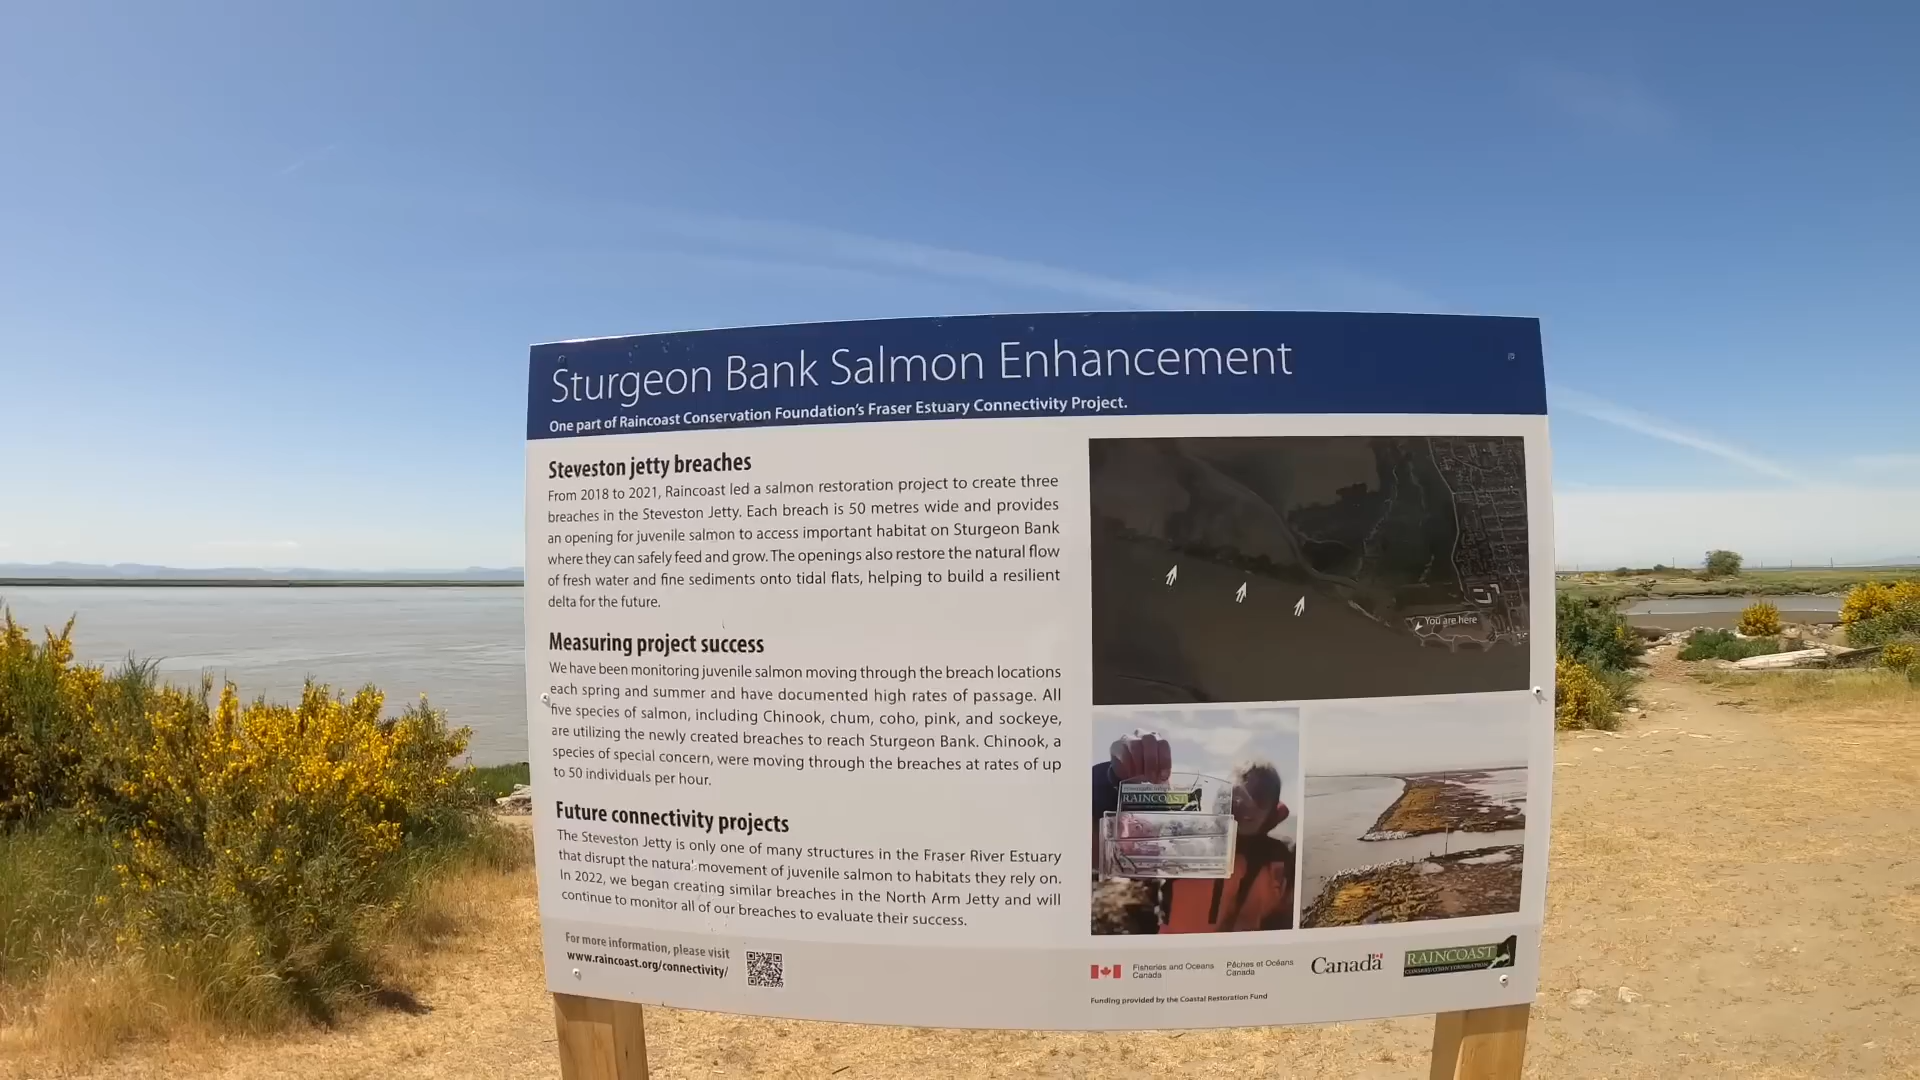 Sturgeon Bank Salmon Enhancement
One part of Raincoast Conservation Foundation's Fraser Estuary Connectivity Project.
Steveston jetty breaches
From 2018 to 2021, Raincoast led a salmon restoration project to create three
breaches in the Steveston Jetty. Each breach is 50 metres wide and provides
an opening for juvenile salmon to access important habitat on Sturgeon Bank
where they can safely feed and grow. The openings also restore the natural flow
of fresh water and fine sediments onto tidal flats, helping to build a resilient
delta for the future.
Measuring project success
We have been monitoring juvenile salmon moving through the breach locations
each spring and summer and have documented high rates of passage. All
five species of salmon, including Chinook, chum, coho, pink, and sockeye,
are utilizing the newly created breaches to reach Sturgeon Bank. Chinook, a
species of special concern, were moving through the breaches at rates of up
to 50 individuals per hour.
Future connectivity projects
The Steveston Jetty is only one of many structures in the Fraser River Estuary
that disrupt the natural movement of juvenile salmon to habitats they rely on.
In 2022, we began creating similar breaches in the North Arm Jetty and will
continue to monitor all of our breaches to evaluate their success.
For more information, please visit
www.raincoast.org/connectivity/
You are here
RAINCOAST
Fisheries and Oceans
Canada
Pêches et Océans
Canada
Canada
RAINCOAST
CONSERVATION FOUNDATION
Funding provided by the Coastal Restoration Fund